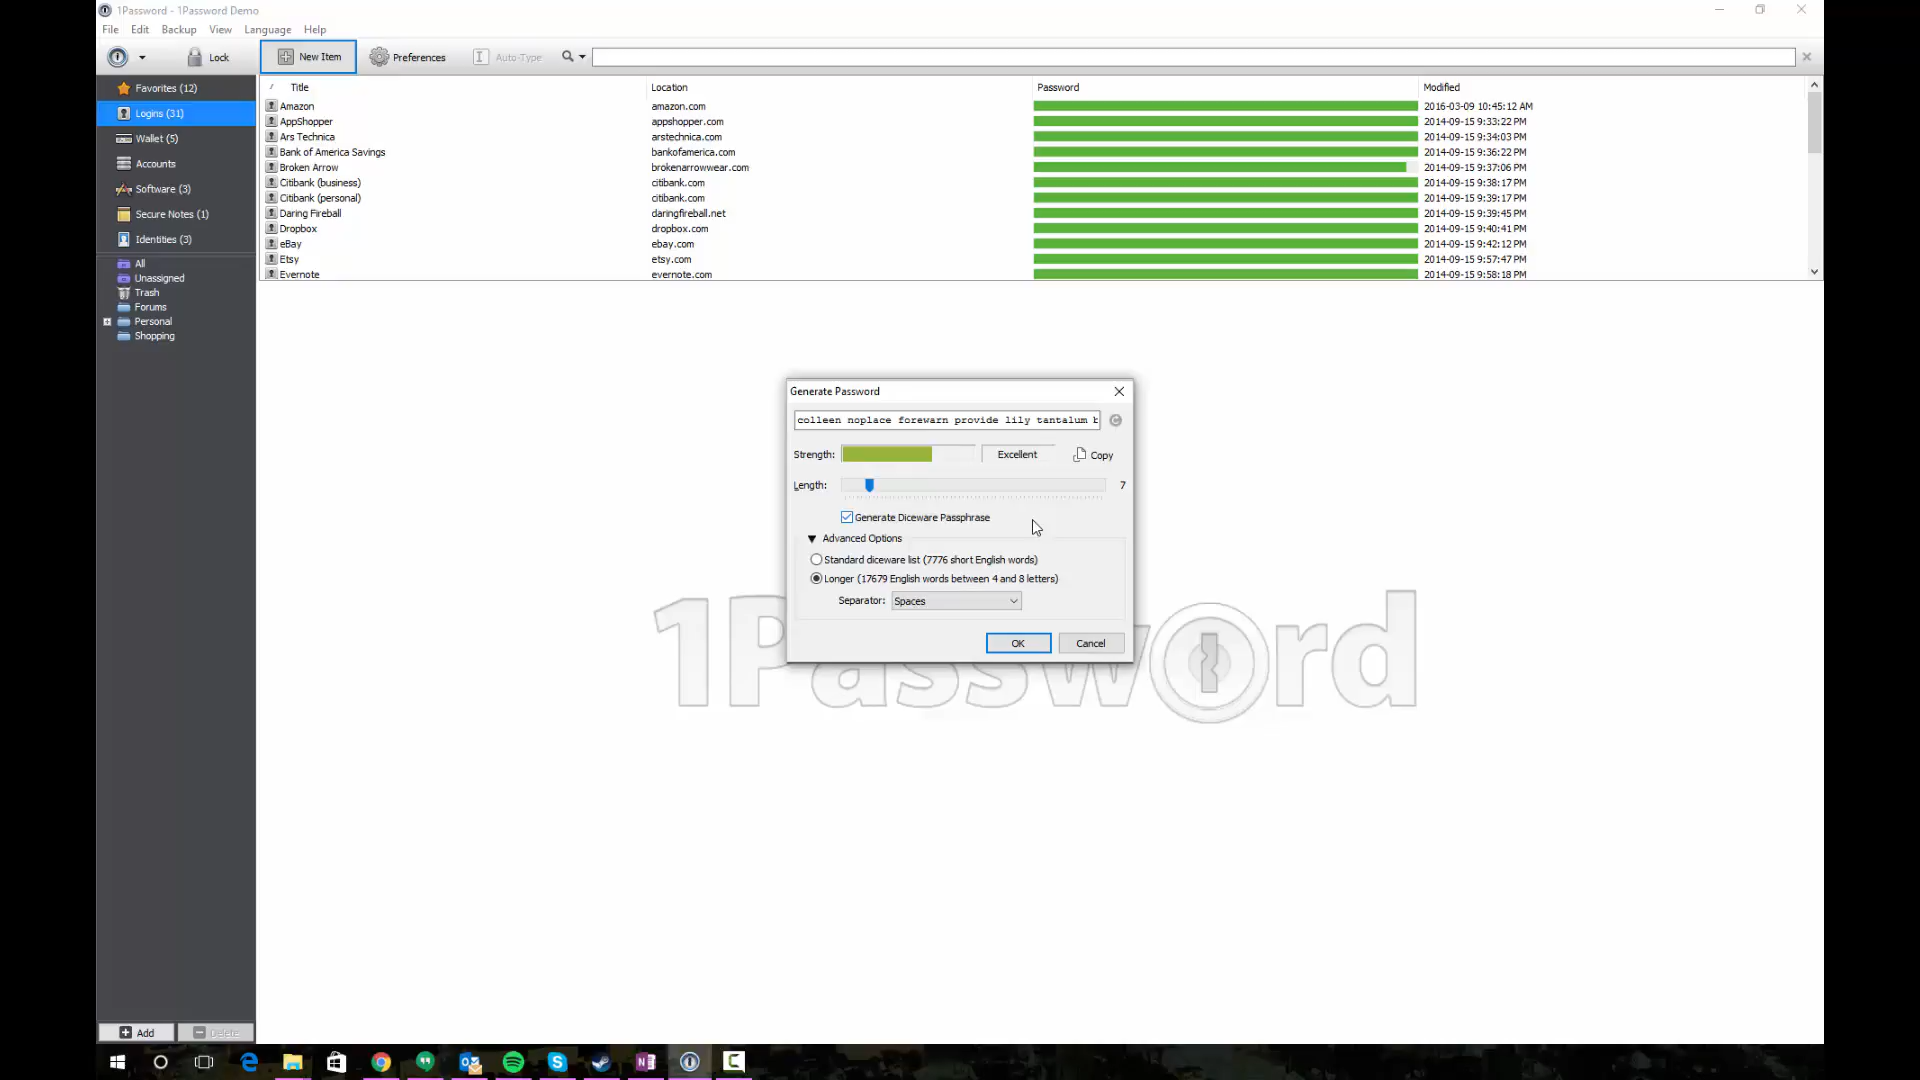 1Password - 1Password Demo
File Edit Backup View Language Help
Lock New Item Preferences Auto-Type
Favorites (12)
Logins (31)
Wallet (5)
Accounts
Software (3)
Secure Notes (1)
Identities (3)
All
Unassigned
Trash
Forums
Personal
Shopping
Title Location Password Modified
Amazon amazon.com 2016-03-09 10:45:12 AM
AppShopper appshopper.com 2014-09-15 9:33:22 PM
Ars Technica arstechnica.com 2014-09-15 9:34:03 PM
Bank of America Savings bankofamerica.com 2014-09-15 9:36:22 PM
Broken Arrow brokenarrowwear.com 2014-09-15 9:37:06 PM
Citibank (business) citibank.com 2014-09-15 9:38:17 PM
Citibank (personal) citibank.com 2014-09-15 9:39:17 PM
Daring Fireball daringfireball.net 2014-09-15 9:39:45 PM
Dropbox dropbox.com 2014-09-15 9:40:41 PM
eBay ebay.com 2014-09-15 9:42:12 PM
Etsy etsy.com 2014-09-15 9:57:47 PM
Evernote evernote.com 2014-09-15 9:58:18 PM
Generate Password
colleen noplace forewarn provide lily tantalum
Strength: Excellent Copy
Length: 7
Generate Diceware Passphrase
Advanced Options
Standard diceware list (7776 short English words)
Longer (17679 English words between 4 and 8 letters)
Separator: Spaces
OK Cancel
1Password
Add Delete